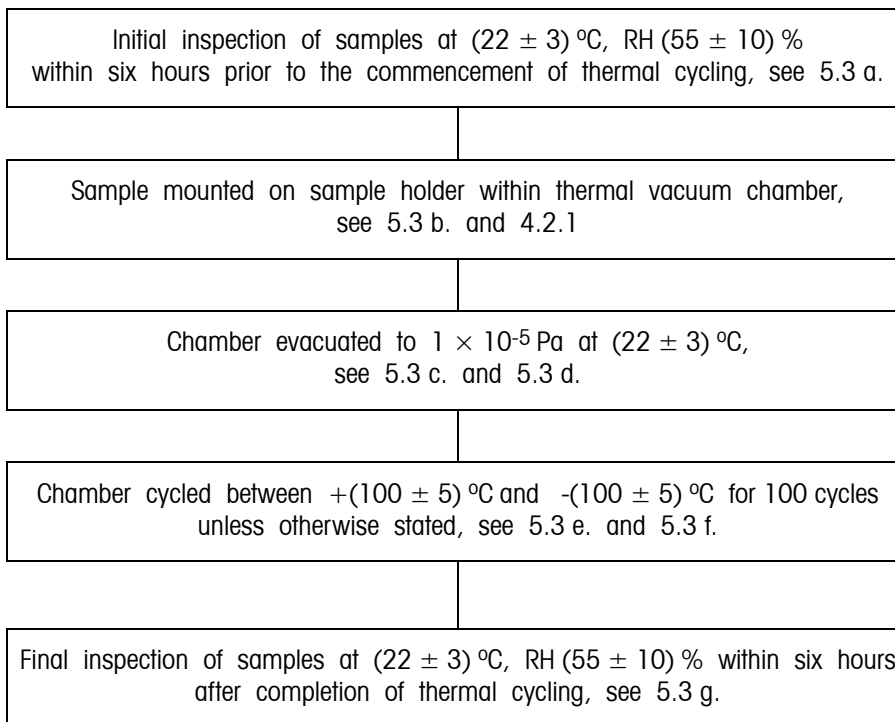 Initial inspection of samples at (22 ± 3) ºC, RH (55 ± 10) %
within six hours prior to the commencement of thermal cycling, see 5.3 a.
Sample mounted on sample holder within thermal vacuum chamber,
see 5.3 b. and 4.2.1
Chamber evacuated to 1 × 10⁻⁵ Pa at (22 ± 3) ºC,
see 5.3 c. and 5.3 d.
Chamber cycled between +(100 ± 5) ºC and -(100 ± 5) ºC for 100 cycles
unless otherwise stated, see 5.3 e. and 5.3 f.
Final inspection of samples at (22 ± 3) ºC, RH (55 ± 10) % within six hours
after completion of thermal cycling, see 5.3 g.